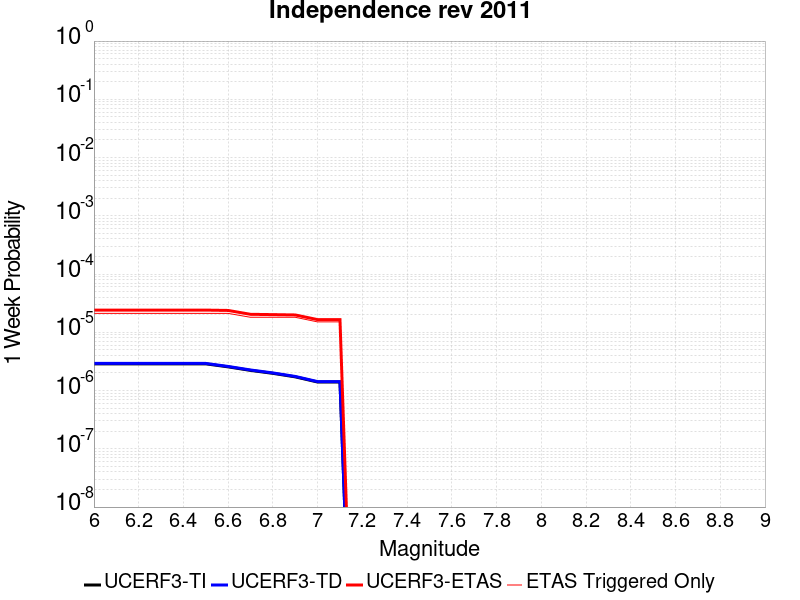 Independence rev 2011
10^0
10^-1
10^-2
10^-3
10^-4
10^-5
10^-6
10^-7
10^-8
1 Week Probability
6 6.2 6.4 6.6 6.8 7 7.2 7.4 7.6 7.8 8 8.2 8.4 8.6 8.8 9
Magnitude
UCERF3-TI UCERF3-TD UCERF3-ETAS ETAS Triggered Only